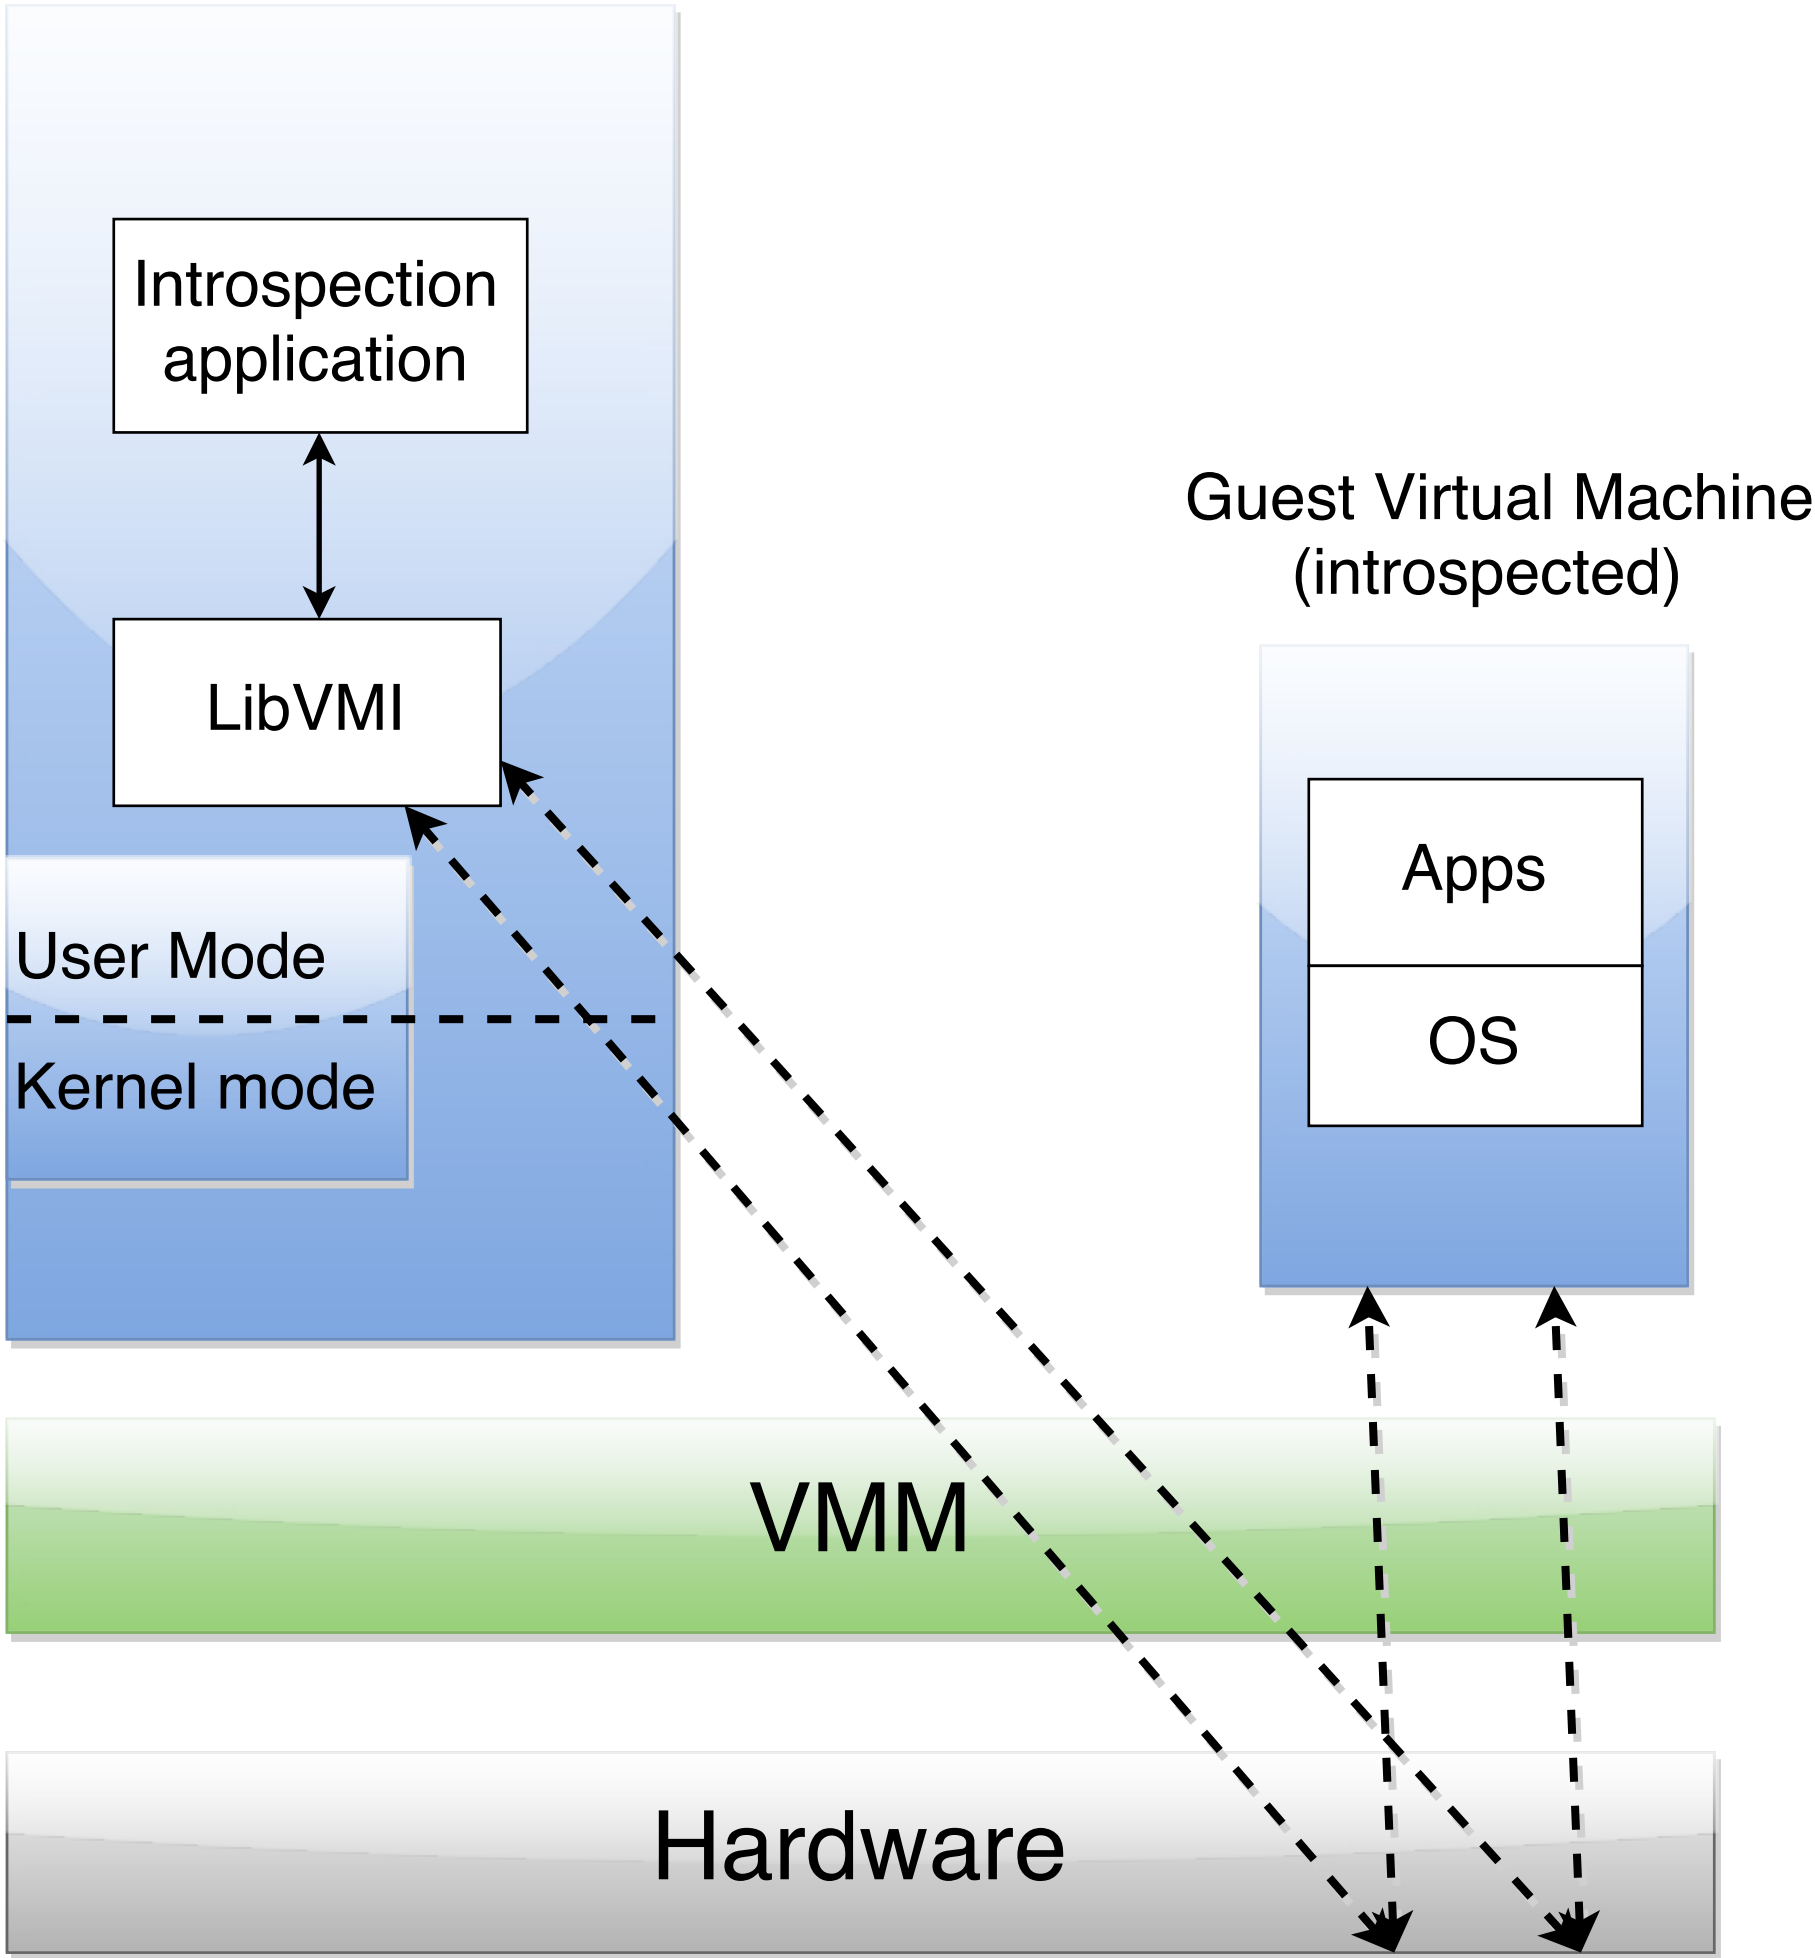 Introspection
application
LibVMI
User Mode
Kernel mode
Guest Virtual Machine
(introspected)
Apps
OS
VMM
Hardware